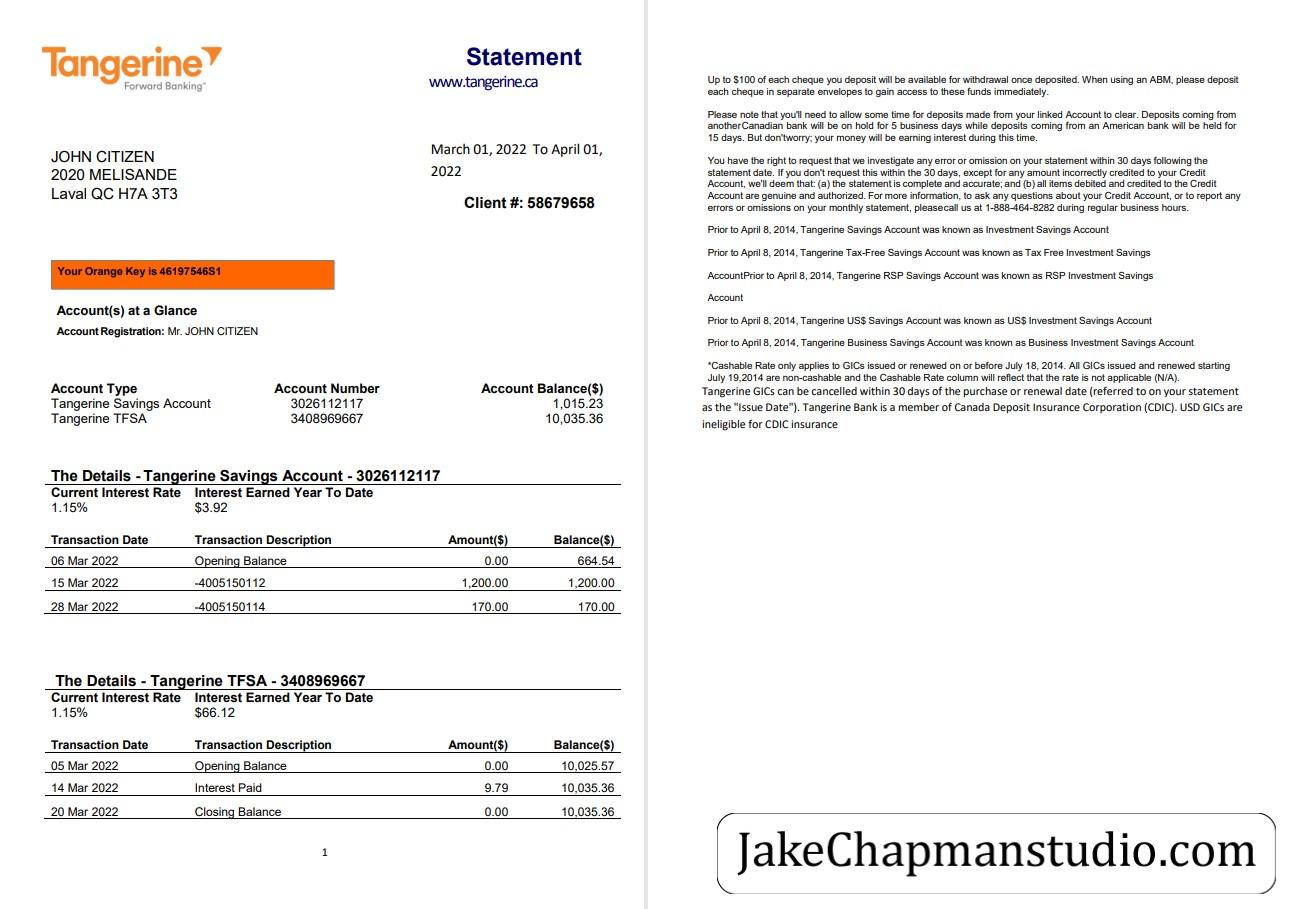 Tangerine
Forward Banking™
Statement
www.tangerine.ca
JOHN CITIZEN
2020 MELISANDE
Laval QC H7A 3T3
March 01, 2022 To April 01,
2022
Client #: 58679658
Your Orange Key is 46197546S1
Account(s) at a Glance
Account Registration: Mr. JOHN CITIZEN
Account Type Account Number Account Balance($)
Tangerine Savings Account 3026112117 1,015.23
Tangerine TFSA 3408969667 10,035.36
The Details - Tangerine Savings Account - 3026112117
Current Interest Rate Interest Earned Year To Date
1.15% $3.92
Transaction Date Transaction Description Amount($) Balance($)
06 Mar 2022 Opening Balance 0.00 664.54
15 Mar 2022 -4005150112 1,200.00 1,200.00
28 Mar 2022 -4005150114 170.00 170.00
The Details - Tangerine TFSA - 3408969667
Current Interest Rate Interest Earned Year To Date
1.15% $66.12
Transaction Date Transaction Description Amount($) Balance($)
05 Mar 2022 Opening Balance 0.00 10,025.57
14 Mar 2022 Interest Paid 9.79 10,035.36
20 Mar 2022 Closing Balance 0.00 10,035.36
1
Up to $100 of each cheque you deposit will be available for withdrawal once deposited. When using an ABM, please deposit
each cheque in separate envelopes to gain access to these funds immediately.
Please note that you'll need to allow some time for deposits made from your linked Account to clear. Deposits coming from
anotherCanadian bank will be on hold for 5 business days while deposits coming from an American bank will be held for
15 days. But don'tworry; your money will be earning interest during this time.
You have the right to request that we investigate any error or omission on your statement within 30 days following the
statement date. If you don't request this within the 30 days, except for any amount incorrectly credited to your Credit
Account, we'll deem that: (a) the statement is complete and accurate; and (b) all items debited and credited to the Credit
Account are genuine and authorized. For more information, to ask any questions about your Credit Account, or to report any
errors or omissions on your monthly statement, pleasecall us at 1-888-464-8282 during regular business hours.
Prior to April 8, 2014, Tangerine Savings Account was known as Investment Savings Account
Prior to April 8, 2014, Tangerine Tax-Free Savings Account was known as Tax Free Investment Savings
AccountPrior to April 8, 2014, Tangerine RSP Savings Account was known as RSP Investment Savings
Account
Prior to April 8, 2014, Tangerine US$ Savings Account was known as US$ Investment Savings Account
Prior to April 8, 2014, Tangerine Business Savings Account was known as Business Investment Savings Account
*Cashable Rate only applies to GICs issued or renewed on or before July 18, 2014. All GICs issued and renewed starting
July 19,2014 are non-cashable and the Cashable Rate column will reflect that the rate is not applicable (N/A).
Tangerine GICs can be cancelled within 30 days of the purchase or renewal date (referred to on your statement
as the "Issue Date"). Tangerine Bank is a member of Canada Deposit Insurance Corporation (CDIC). USD GICs are
ineligible for CDIC insurance
JakeChapmanstudio.com